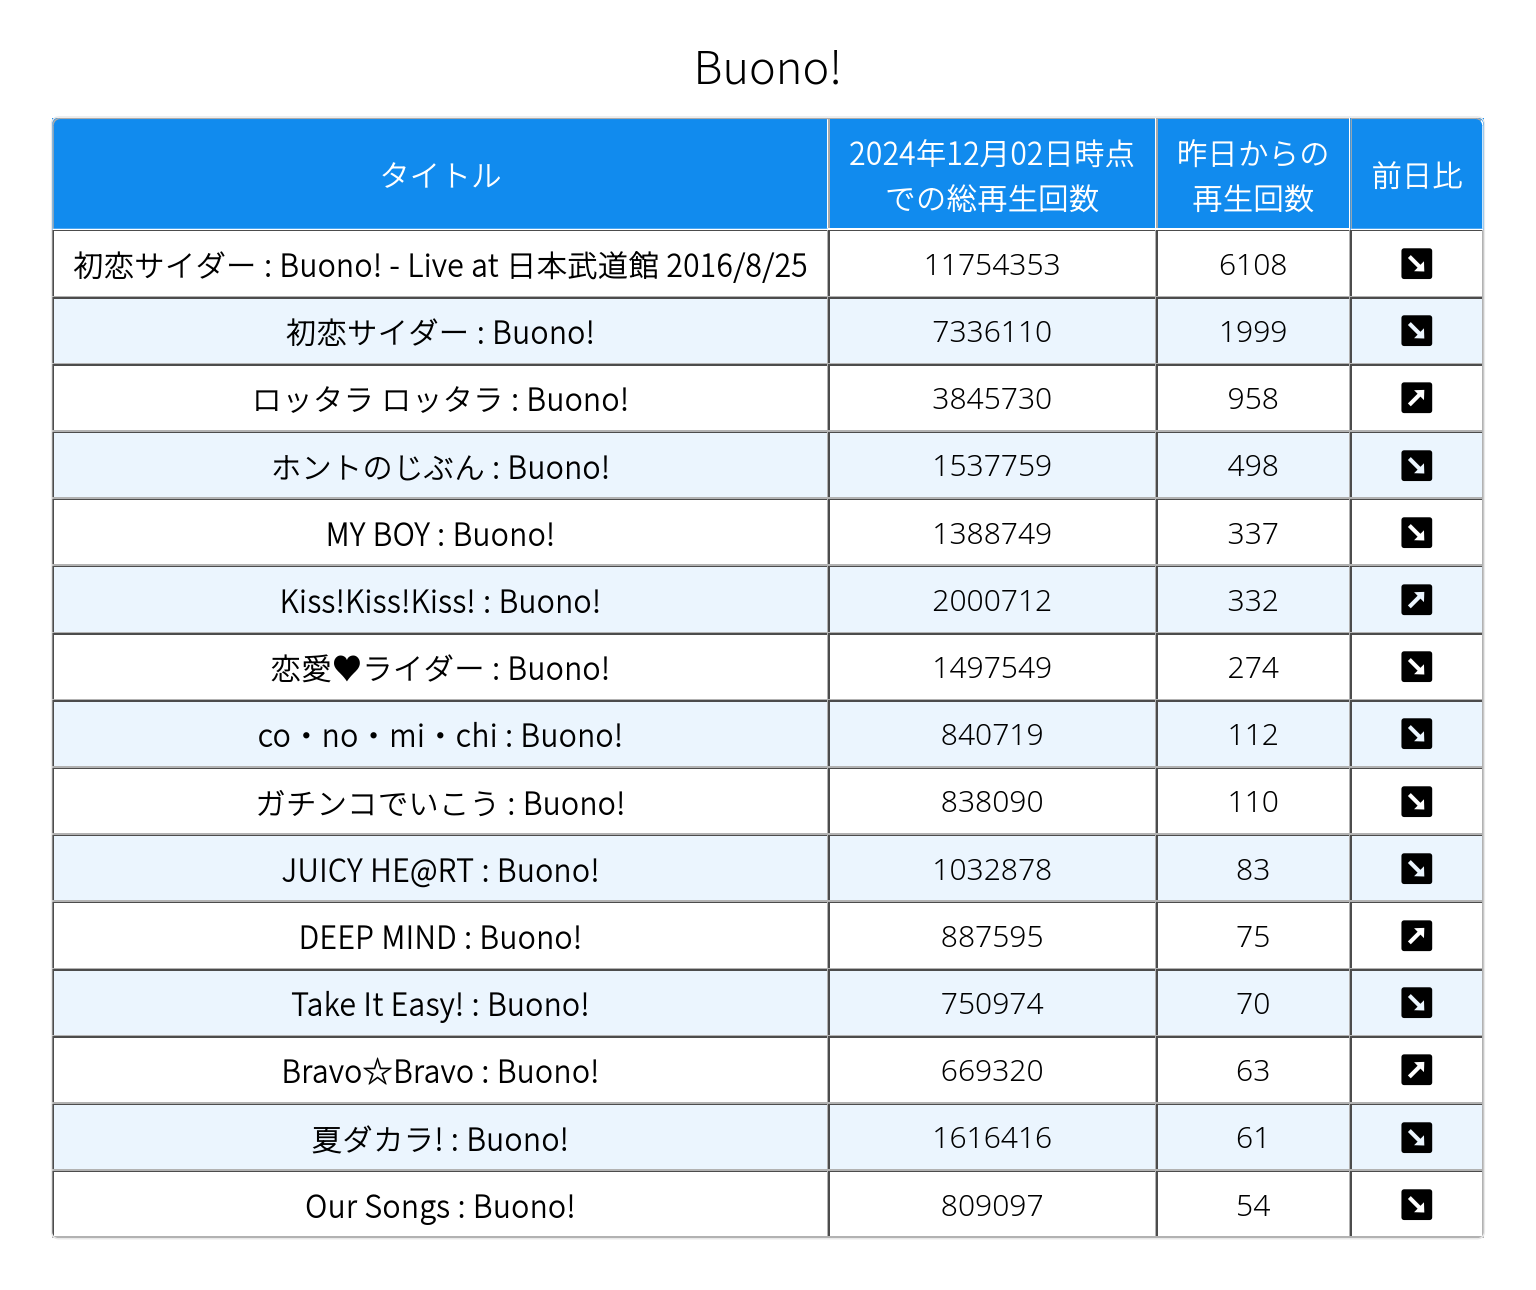 Buono!
タイトル 2024年12月02日時点での総再生回数 昨日からの再生回数 前日比
初恋サイダー : Buono! - Live at 日本武道館 2016/8/25 11754353 6108 ↘
初恋サイダー : Buono! 7336110 1999 ↘
ロッタラ ロッタラ : Buono! 3845730 958 ↗
ホントのじぶん : Buono! 1537759 498 ↘
MY BOY : Buono! 1388749 337 ↘
Kiss!Kiss!Kiss! : Buono! 2000712 332 ↗
恋愛♥ライダー : Buono! 1497549 274 ↘
co・no・mi・chi : Buono! 840719 112 ↘
ガチンコでいこう : Buono! 838090 110 ↘
JUICY HE@RT : Buono! 1032878 83 ↘
DEEP MIND : Buono! 887595 75 ↗
Take It Easy! : Buono! 750974 70 ↘
Bravo☆Bravo : Buono! 669320 63 ↗
夏ダカラ! : Buono! 1616416 61 ↘
Our Songs : Buono! 809097 54 ↘